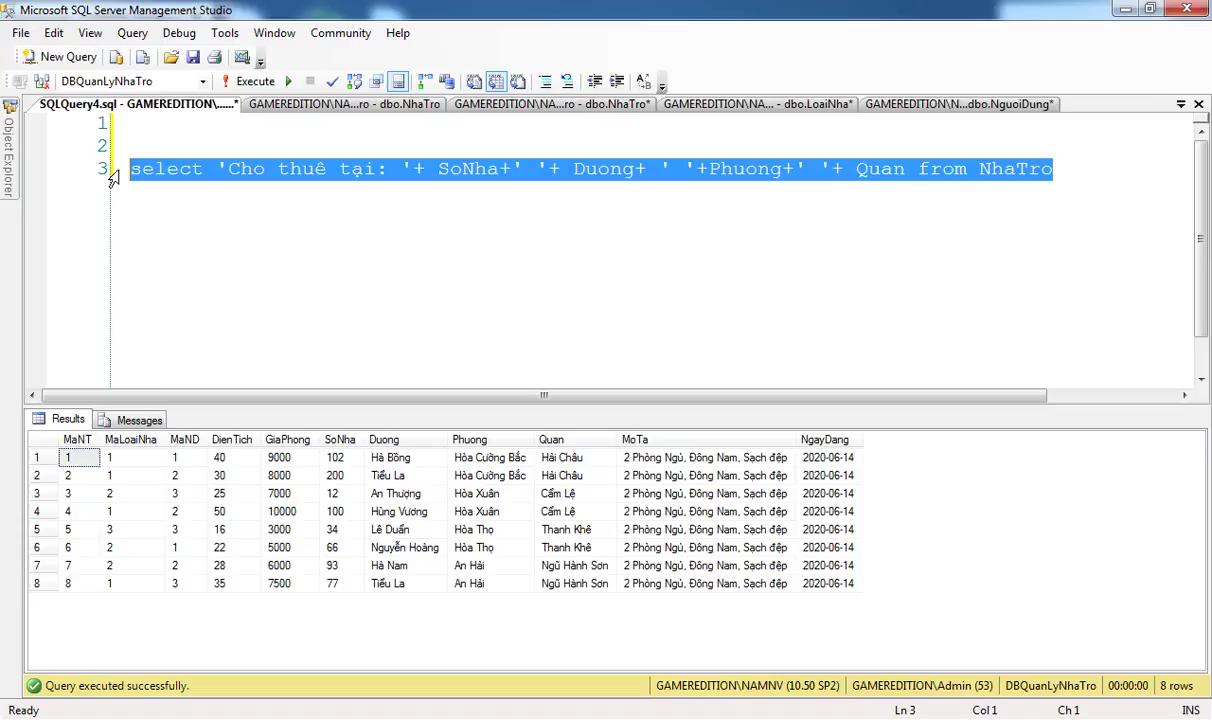 Microsoft SQL Server Management Studio
File Edit View Query Debug Tools Window Community Help
New Query
DBQuanLyNhaTro Execute
SQLQuery4.sql - GAMEREDITION\......* GAMEREDITION\NA...ro - dbo.NhaTro GAMEREDITION\NA...ro - dbo.NhaTro* GAMEREDITION\NA... - dbo.LoaiNha* GAMEREDITION\N...dbo.NguoiDung*
Object Explorer
1
2
3 select 'Cho thuê tại: '+ SoNha+' '+ Duong+ ' '+Phuong+' '+ Quan from NhaTro
Results Messages
MaNT MaLoaiNha MaND DienTich GiaPhong SoNha Duong Phuong Quan MoTa NgayDang
1 1 1 1 40 9000 102 Hà Bồng Hòa Cường Bắc Hải Châu 2 Phòng Ngủ, Đông Nam, Sạch đẹp 2020-06-14
2 2 1 2 30 8000 200 Tiểu La Hòa Cường Bắc Hải Châu 2 Phòng Ngủ, Đông Nam, Sạch đẹp 2020-06-14
3 3 2 3 25 7000 12 An Thượng Hòa Xuân Cẩm Lệ 2 Phòng Ngủ, Đông Nam, Sạch đẹp 2020-06-14
4 4 1 2 50 10000 100 Hùng Vương Hòa Xuân Cẩm Lệ 2 Phòng Ngủ, Đông Nam, Sạch đẹp 2020-06-14
5 5 3 3 16 3000 34 Lê Duẩn Hòa Thọ Thanh Khê 2 Phòng Ngủ, Đông Nam, Sạch đẹp 2020-06-14
6 6 2 1 22 5000 66 Nguyễn Hoàng Hòa Thọ Thanh Khê 2 Phòng Ngủ, Đông Nam, Sạch đẹp 2020-06-14
7 7 2 2 28 6000 93 Hà Nam An Hải Ngũ Hành Sơn 2 Phòng Ngủ, Đông Nam, Sạch đẹp 2020-06-14
8 8 1 3 35 7500 77 Tiểu La An Hải Ngũ Hành Sơn 2 Phòng Ngủ, Đông Nam, Sạch đẹp 2020-06-14
Query executed successfully. GAMEREDITION\NAMNV (10.50 SP2) GAMEREDITION\Admin (53) DBQuanLyNhaTro 00:00:00 8 rows
Ready Ln 3 Col 1 Ch 1 INS